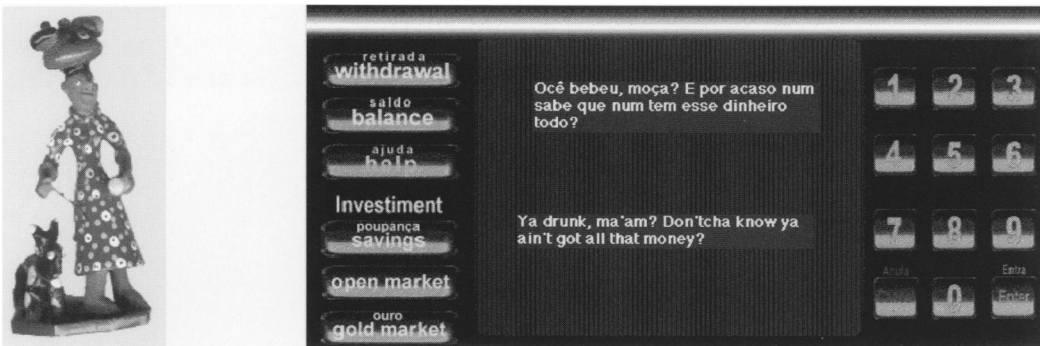 retirada
withdrawal
saldo
balance
ajuda
help
Investiment
poupança
savings
open market
ouro
gold market
Ocê bebeu, moça? E por acaso num
sabe que num tem esse dinheiro
todo?
Ya drunk, ma'am? Don'tcha know ya
ain't got all that money?
1 2 3
4 5 6
7 8 9
Anula
Entra
0 Enter